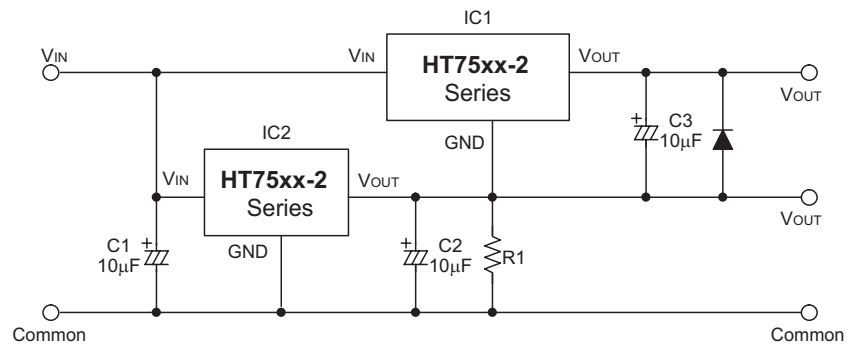 IC1
VIN
VIN
HT75xx-2
Series
VOUT
VOUT
GND
+
C3
10μF
IC2
VIN
HT75xx-2
Series
VOUT
VOUT
GND
+
C1
10μF
+
C2
10μF
R1
Common
Common